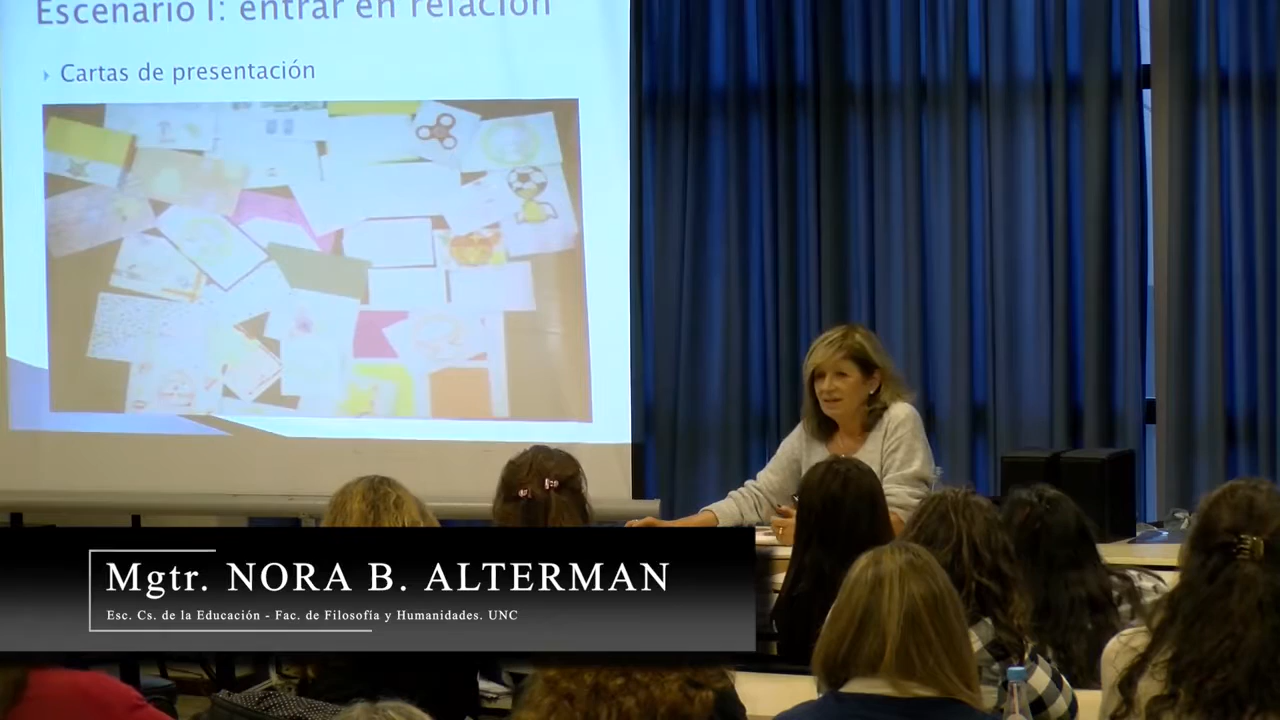 Escenario I: entrar en relación
Cartas de presentación
Mgtr. NORA B. ALTERMAN
Esc. Cs. de la Educación - Fac. de Filosofía y Humanidades. UNC